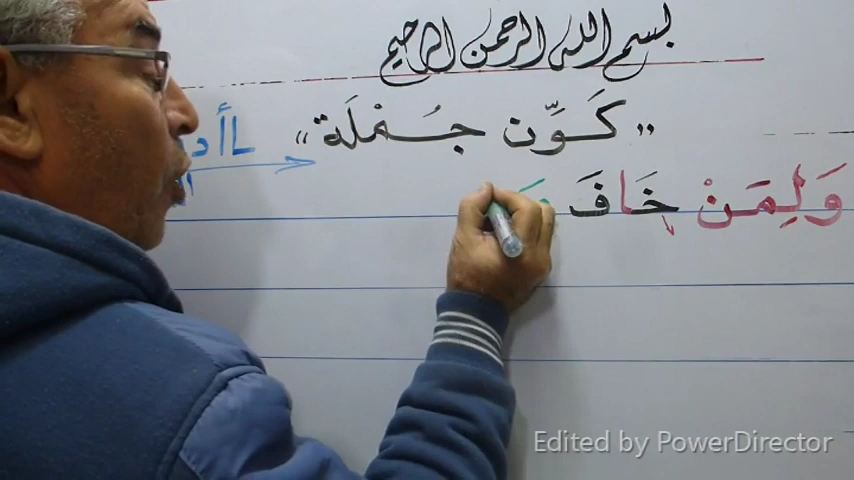 بسم الله الرحمن الرحيم
« كَوِّن جُمْلَة »
وَلِمَنْ خَافَ
Edited by PowerDirector